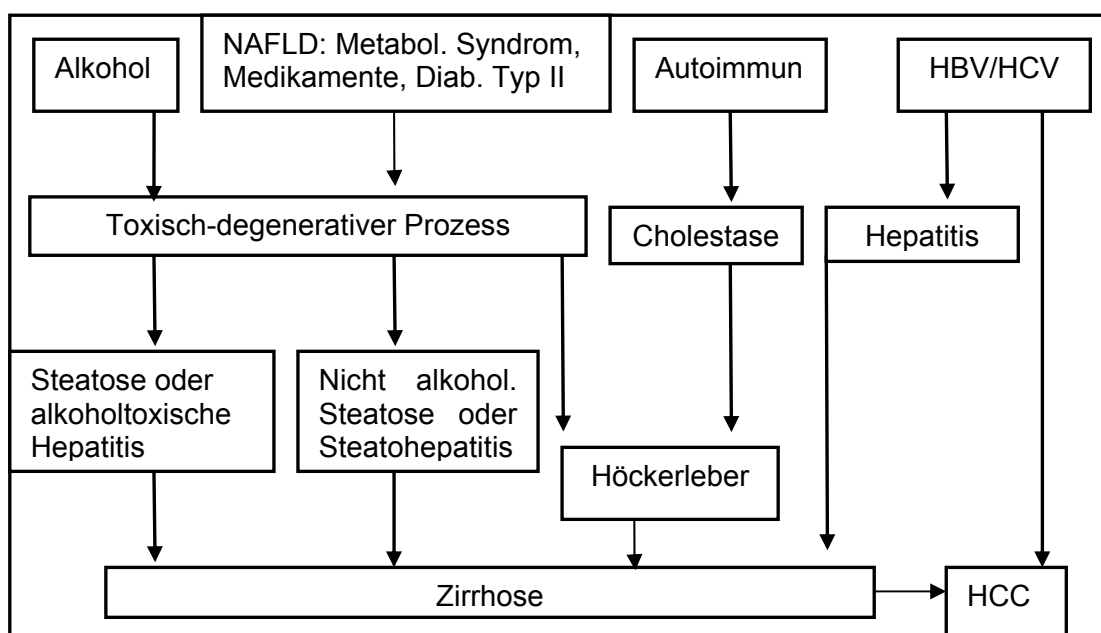 Alkohol
NAFLD: Metabol. Syndrom,
Medikamente, Diab. Typ II
Autoimmun
HBV/HCV
Toxisch-degenerativer Prozess
Cholestase
Hepatitis
Steatose oder
alkoholtoxische
Hepatitis
Nicht alkohol.
Steatose oder
Steatohepatitis
Höckerleber
Zirrhose
HCC